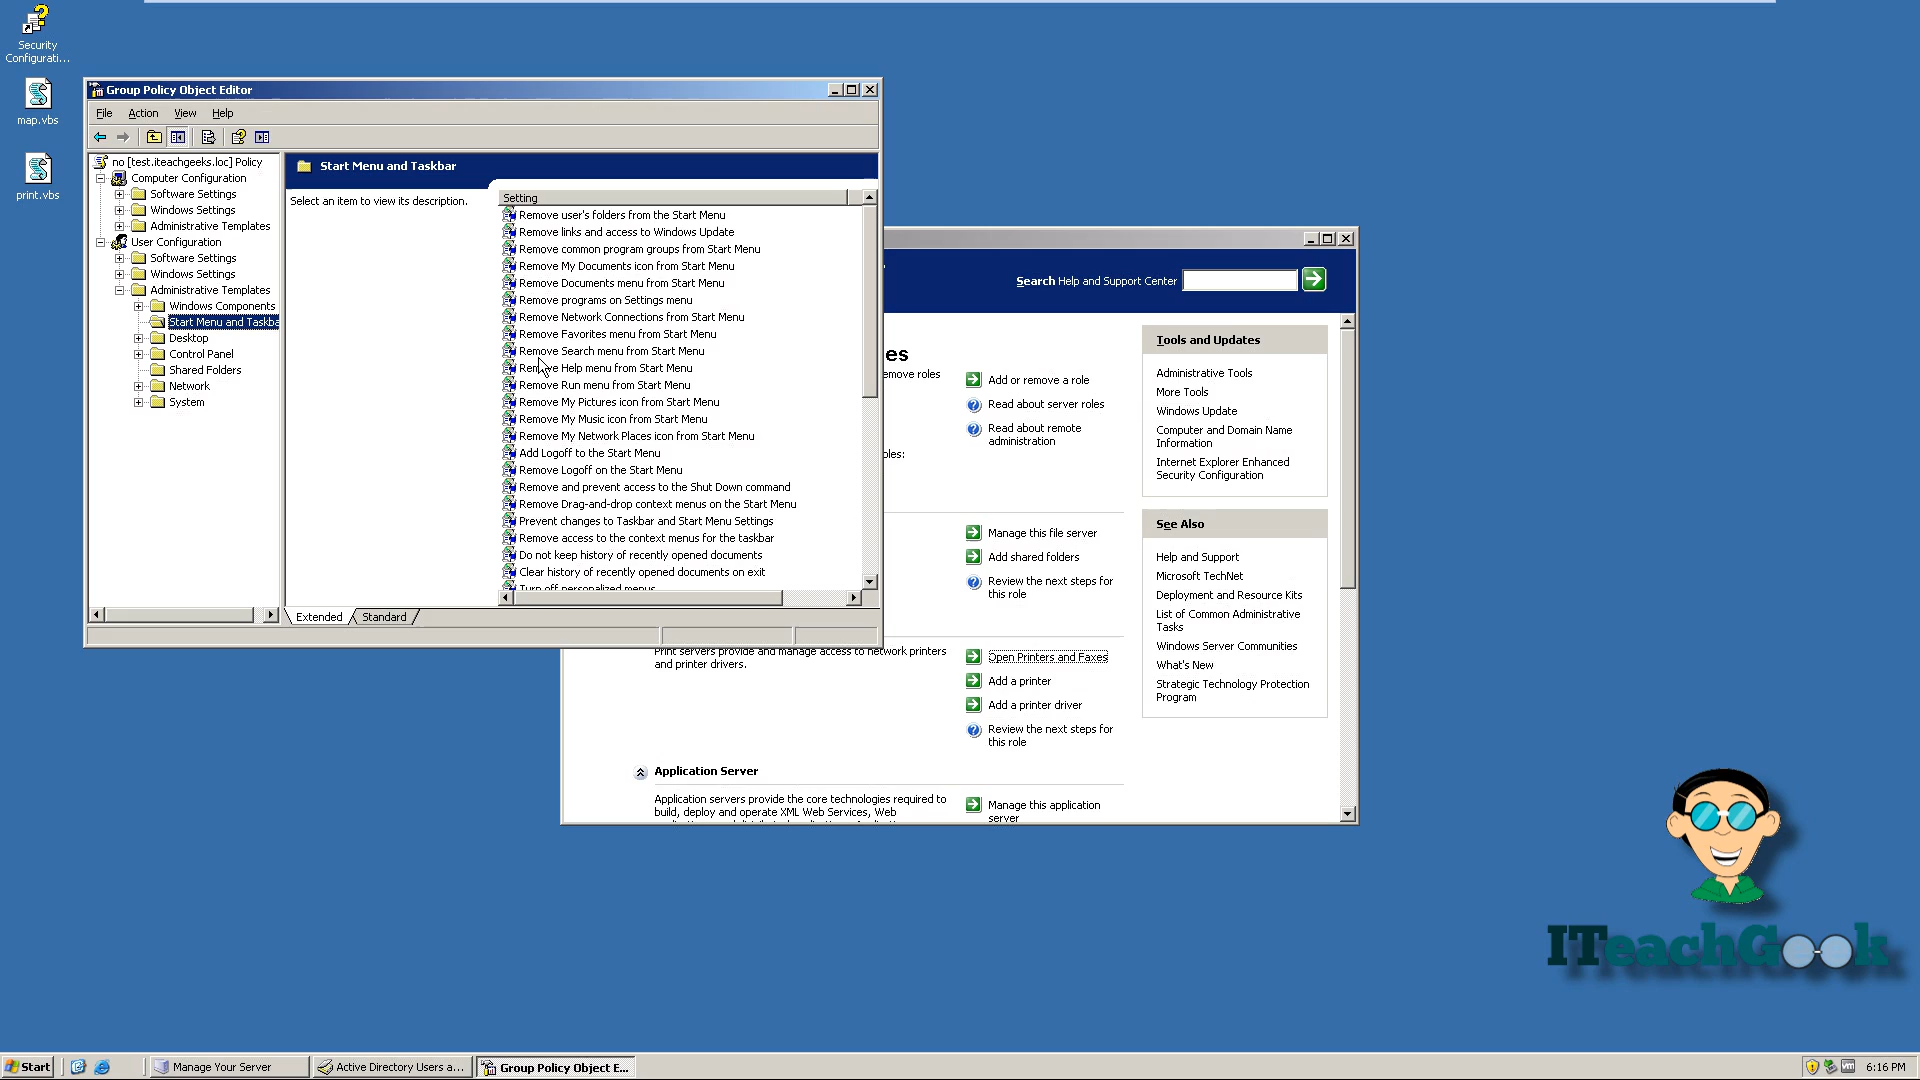 Security
Configurati...
map.vbs
print.vbs
Group Policy Object Editor
File Action View Help
no [test.iteachgeeks.loc] Policy
Computer Configuration
Software Settings
Windows Settings
Administrative Templates
User Configuration
Software Settings
Windows Settings
Administrative Templates
Windows Components
Start Menu and Taskba
Desktop
Control Panel
Shared Folders
Network
System
Start Menu and Taskbar
Select an item to view its description.
Setting
Remove user's folders from the Start Menu
Remove links and access to Windows Update
Remove common program groups from Start Menu
Remove My Documents icon from Start Menu
Remove Documents menu from Start Menu
Remove programs on Settings menu
Remove Network Connections from Start Menu
Remove Favorites menu from Start Menu
Remove Search menu from Start Menu
Remove Help menu from Start Menu
Remove Run menu from Start Menu
Remove My Pictures icon from Start Menu
Remove My Music icon from Start Menu
Remove My Network Places icon from Start Menu
Add Logoff to the Start Menu
Remove Logoff on the Start Menu
Remove and prevent access to the Shut Down command
Remove Drag-and-drop context menus on the Start Menu
Prevent changes to Taskbar and Start Menu Settings
Remove access to the context menus for the taskbar
Do not keep history of recently opened documents
Clear history of recently opened documents on exit
Turn off personalized menus
Extended Standard
Search Help and Support Center
es
emove roles
oles:
Add or remove a role
Read about server roles
Read about remote
administration
Manage this file server
Add shared folders
Review the next steps for
this role
Print servers provide and manage access to network printers
and printer drivers.
Open Printers and Faxes
Add a printer
Add a printer driver
Review the next steps for
this role
Application Server
Application servers provide the core technologies required to
build, deploy and operate XML Web Services, Web
Manage this application
server
Tools and Updates
Administrative Tools
More Tools
Windows Update
Computer and Domain Name
Information
Internet Explorer Enhanced
Security Configuration
See Also
Help and Support
Microsoft TechNet
Deployment and Resource Kits
List of Common Administrative
Tasks
Windows Server Communities
What's New
Strategic Technology Protection
Program
ITeachGeek
Start
Manage Your Server
Active Directory Users a...
Group Policy Object E...
6:16 PM